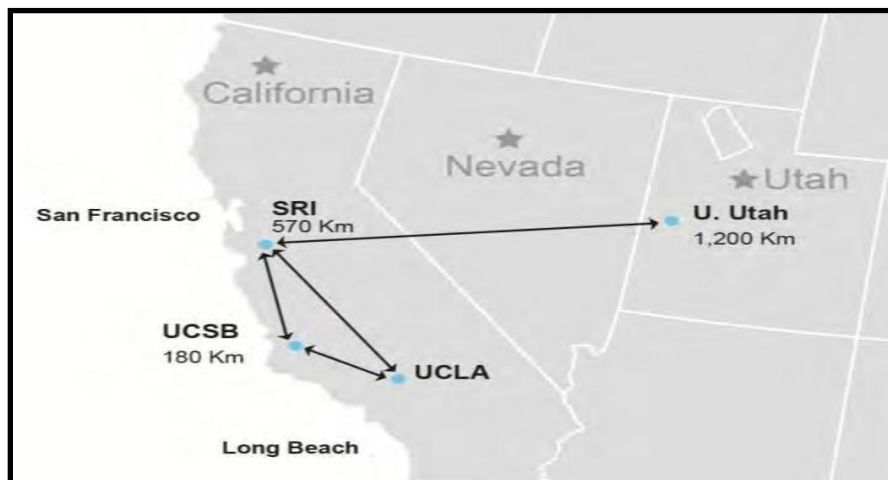 California
Nevada
Utah
San Francisco
SRI
570 Km
U. Utah
1,200 Km
UCSB
180 Km
UCLA
Long Beach